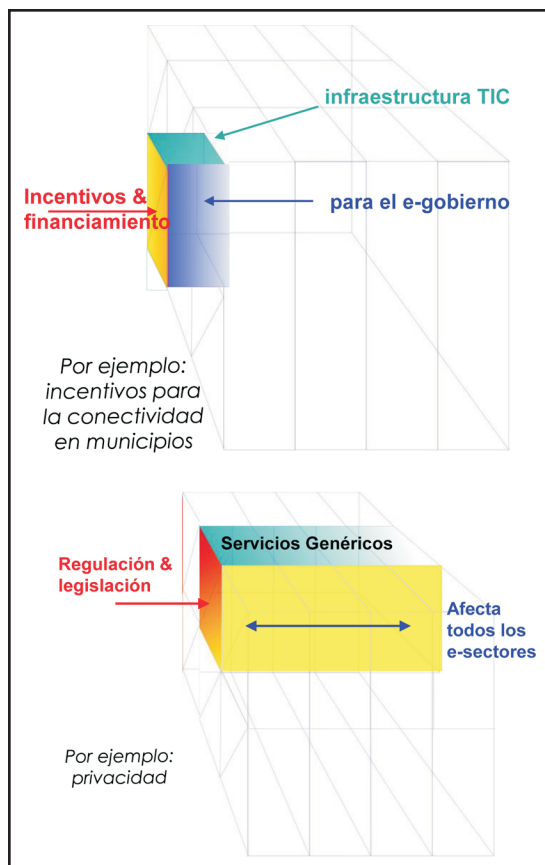 infraestructura TIC
Incentivos &
financiamiento
para el e-gobierno
Por ejemplo:
incentivos para
la conectividad
en municipios
Servicios Genéricos
Regulación &
legislación
Afecta
todos los
e-sectores
Por ejemplo:
privacidad